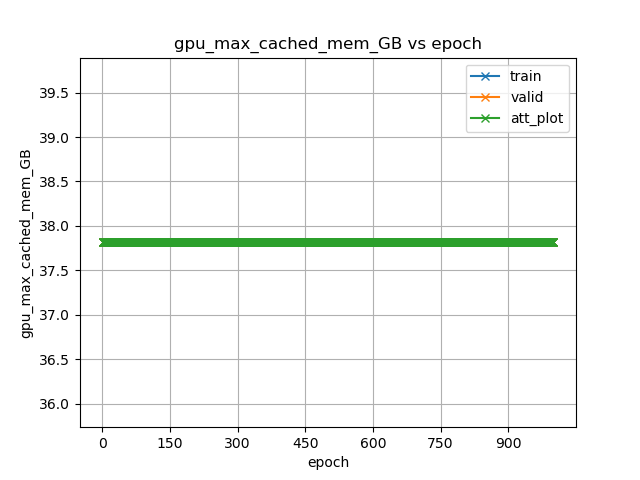 gpu_max_cached_mem_GB vs epoch
train
valid
att_plot
39.5
39.0
38.5
38.0
37.5
37.0
36.5
36.0
gpu_max_cached_mem_GB
0 150 300 450 600 750 900
epoch